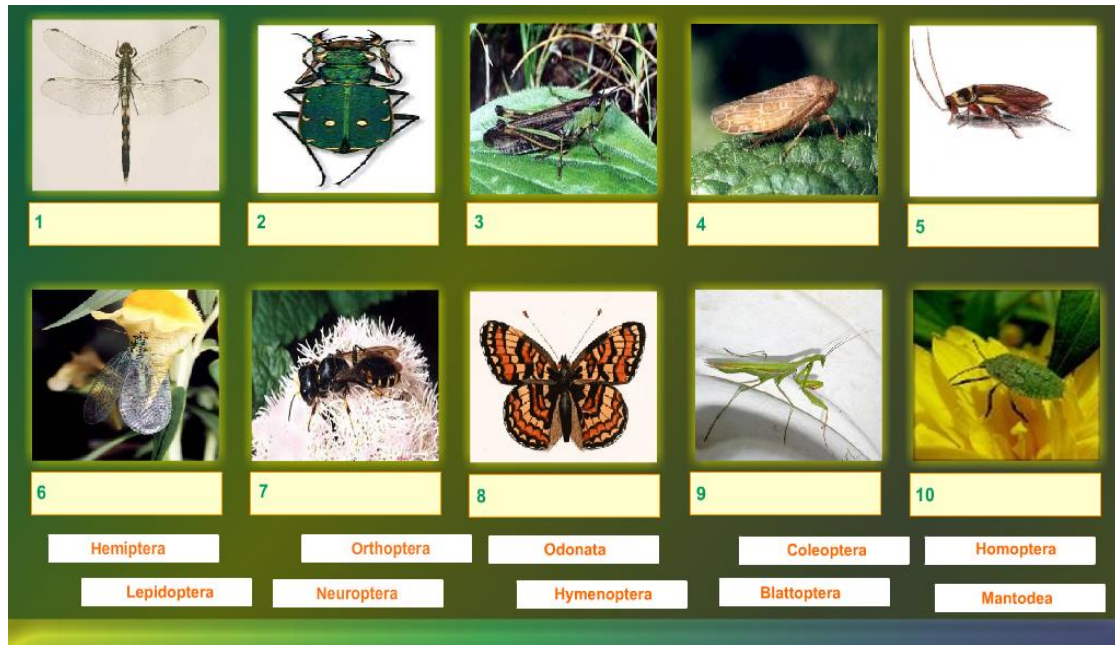 1
2
3
4
5
6
7
8
9
10
Hemiptera
Orthoptera
Odonata
Coleoptera
Homoptera
Lepidoptera
Neuroptera
Hymenoptera
Blattoptera
Mantodea